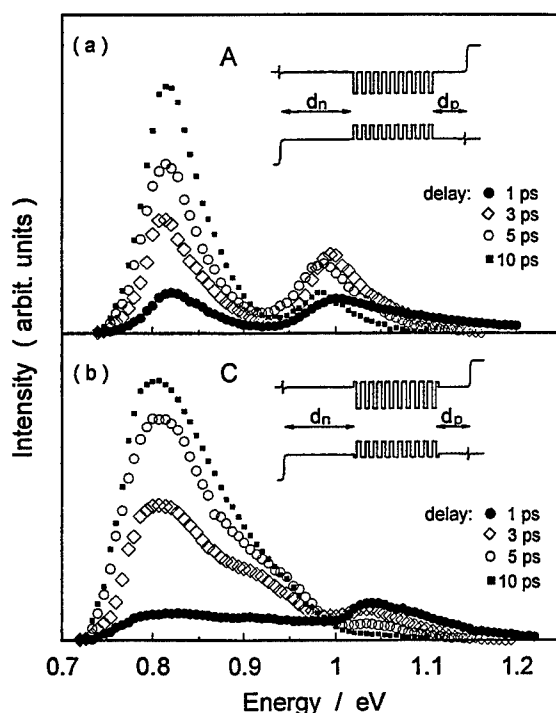 ( a )
A
dn
dp
delay: ● 1 ps
◇ 3 ps
○ 5 ps
■ 10 ps
( b )
C
dn
dp
delay: ● 1 ps
◇ 3 ps
○ 5 ps
■ 10 ps
Intensity ( arbit. units )
0.7 0.8 0.9 1 1.1 1.2
Energy / eV